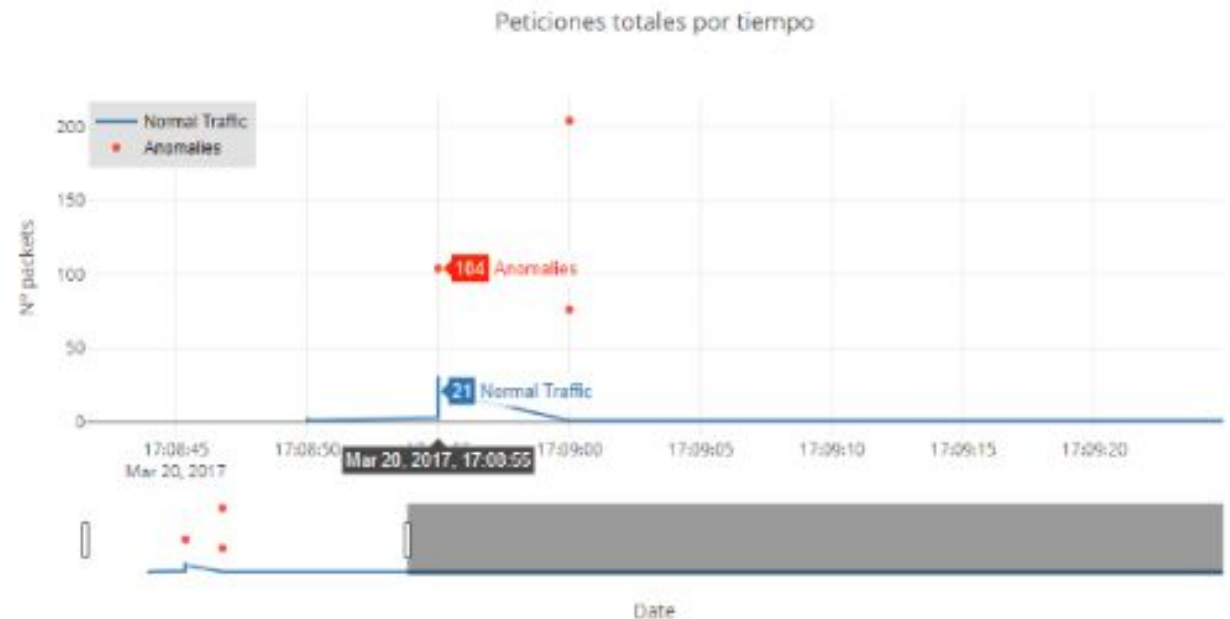 Peticiones totales por tiempo
Normal Traffic
Anomalies
Nº packets
200
150
100
50
0
104 Anomalies
21 Normal Traffic
17:08:45
Mar 20, 2017
17:08:50
Mar 20, 2017, 17:08:55
17:09:00
17:09:05
17:09:10
17:09:15
17:09:20
Date